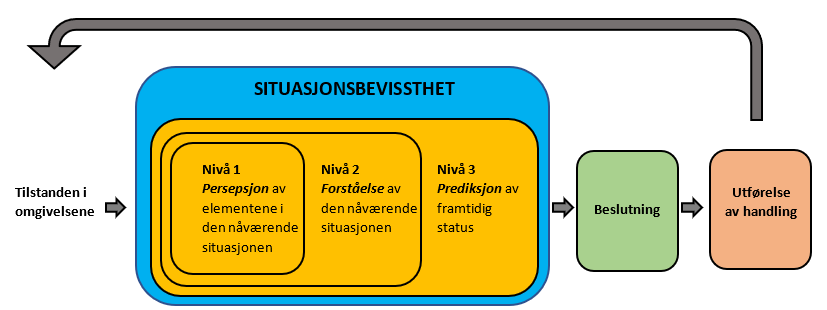 SITUASJONSBEVISSTHET
Tilstanden i
omgivelsene
Nivå 1
Persepsjon av
elementene i
den nåværende
situasjonen
Nivå 2
Forståelse av
den nåværende
situasjonen
Nivå 3
Prediksjon av
framtidig
status
Beslutning
Utførelse
av handling